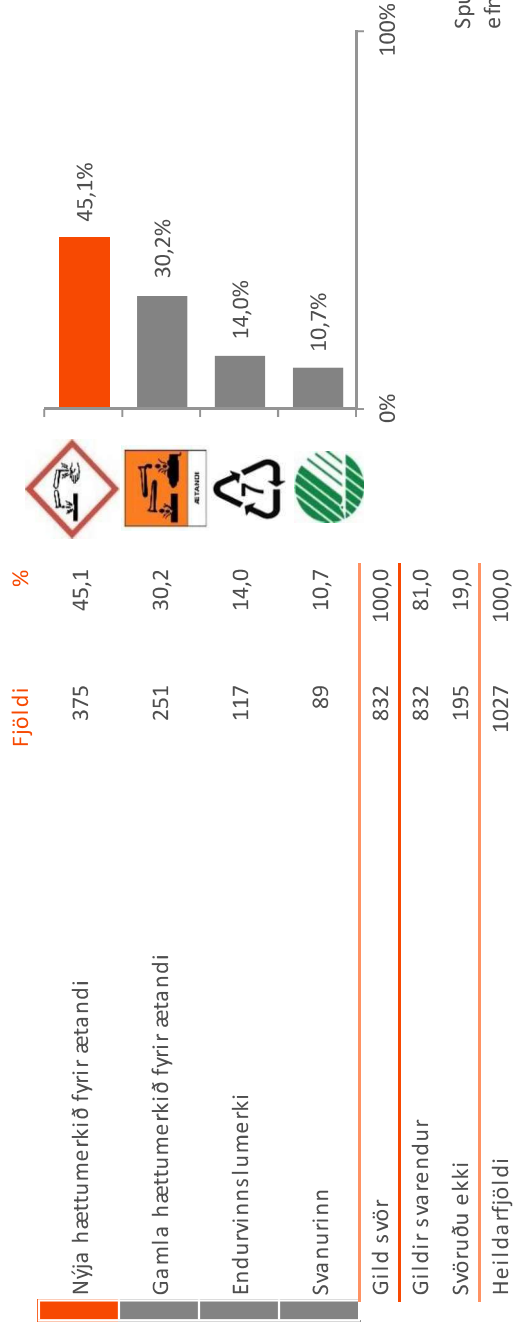 Fjöldi %
Nýja hættumerkið fyrir ætandi 375 45,1 45,1%
Gamla hættumerkið fyrir ætandi 251 30,2 ÆTANDI 30,2%
Endurvinnslumerki 117 14,0 7 14,0%
Svanurinn 89 10,7 10,7%
Gild svör 832 100,0 0% 100%
Gildir svarendur 832 81,0
Svöruðu ekki 195 19,0
Heildarfjöldi 1027 100,0